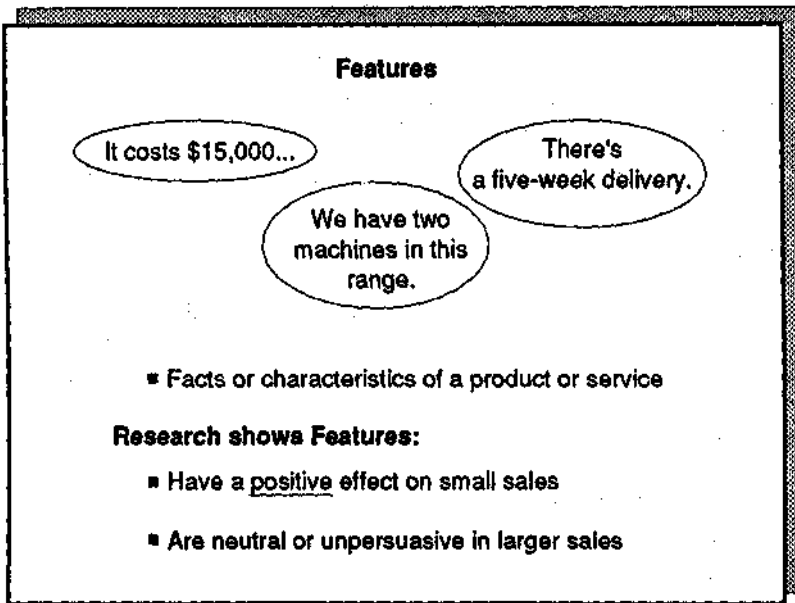 Features
It costs $15,000...
There's
a five-week delivery.
We have two
machines in this
range.
▪ Facts or characteristics of a product or service
Research shows Features:
▪ Have a positive effect on small sales
▪ Are neutral or unpersuasive in larger sales